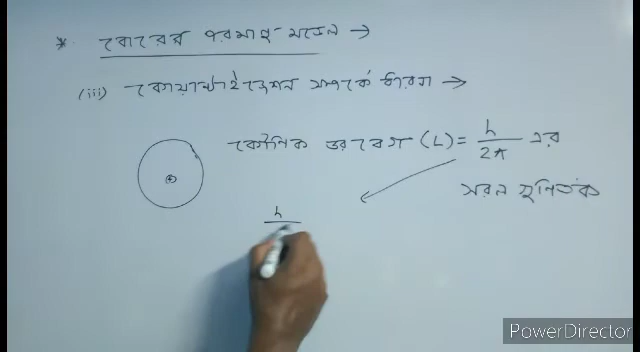 * বোরের পরমাণু মডেল →
(iii) কোয়ান্টাইজেশন সম্পর্কে ধারণা →
কৌণিক ভরবেগ (L) = h/2π এর
সরল গুণিতক
h
PowerDirector